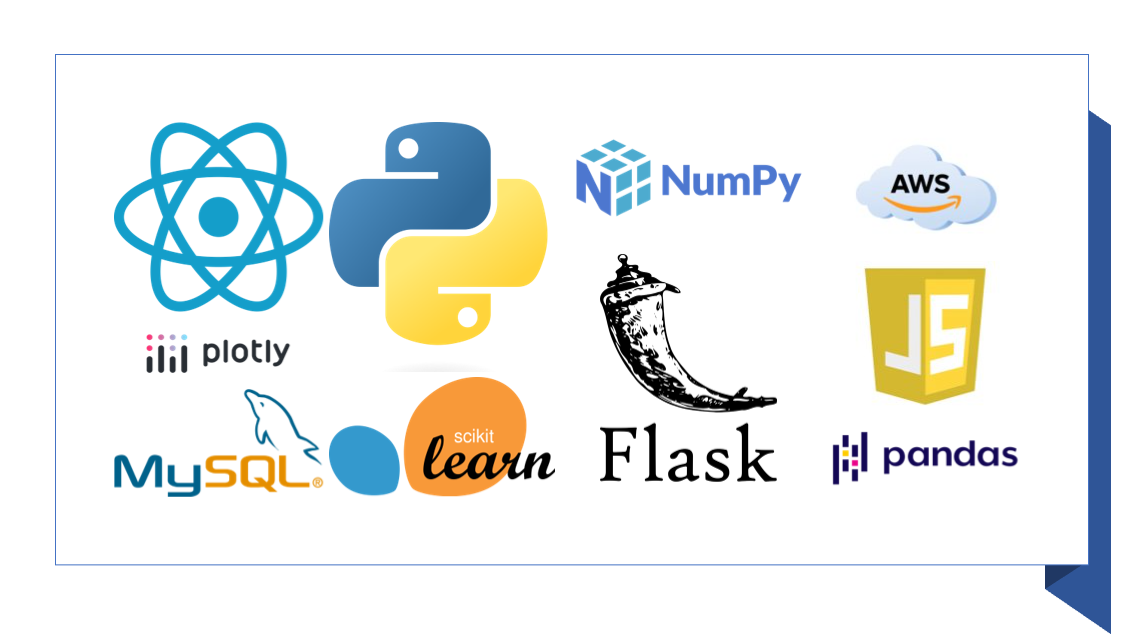 NumPy
AWS
JS
plotly
MySQL®
scikit
learn
Flask
pandas